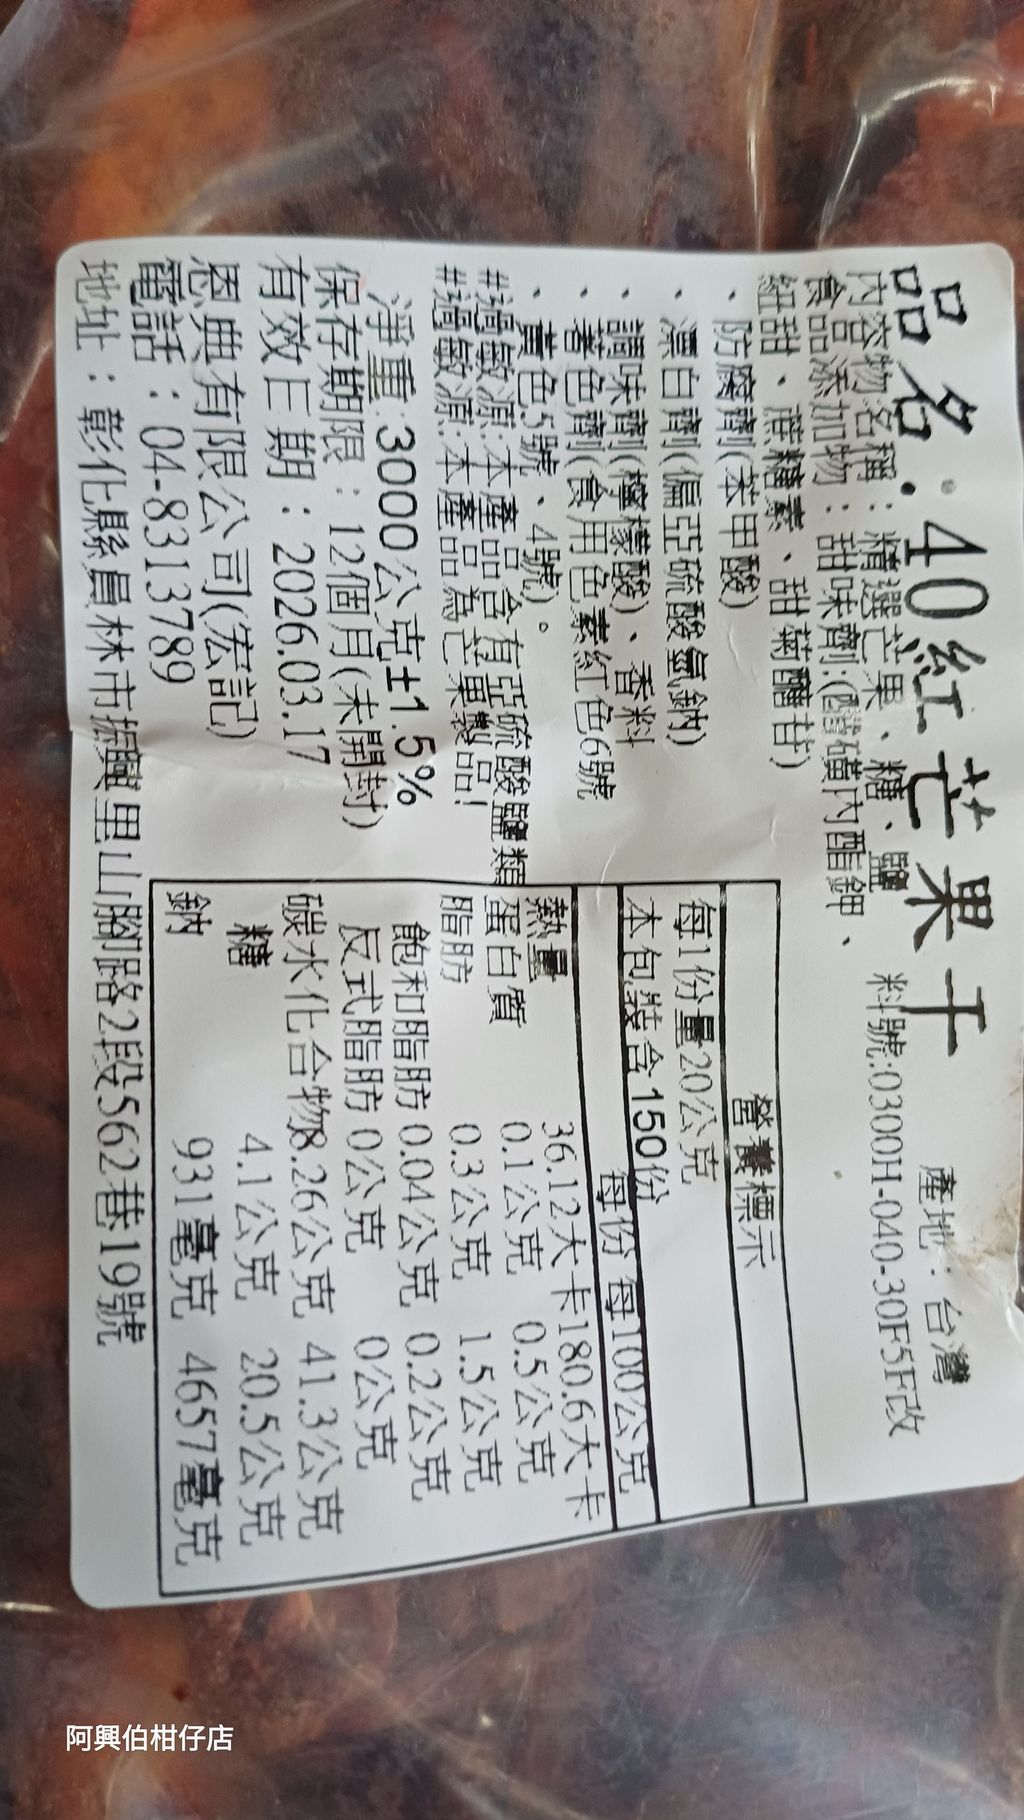 品名:40紅芒果干
產地:台灣
內容物名稱:精選芒果、糖、鹽
料號:0300H-040-30F5F改
食品添加物:甜味劑:(醋磺內酯鉀、
紐甜、蔗糖素、甜菊醣苷)
、防腐劑(苯甲酸)
、漂白劑(偏亞硫酸氫鈉)
、調味劑(檸檬酸)、香料
、著色劑(食用色素紅色6號
、黃色5號、4號)。
#過敏源:本產品含有亞硫酸鹽類
#過敏源:本產品為芒果製品!
淨重:3000公克±1.5%
保存期限:12個月(未開封)
有效日期:2026.03.17
恩典有限公司(宏記)
電話:04-8313789
地址:彰化縣員林市振興里山腳路2段562巷19號
營養標示
每1份量20公克
本包裝含150份
每份 每100公克
熱量 36.12大卡 180.6大卡
蛋白質 0.1公克 0.5公克
脂肪 0.3公克 1.5公克
飽和脂肪 0.04公克 0.2公克
反式脂肪 0公克 0公克
碳水化合物8.26公克 41.3公克
糖 4.1公克 20.5公克
鈉 931毫克 4657毫克
阿興伯柑仔店